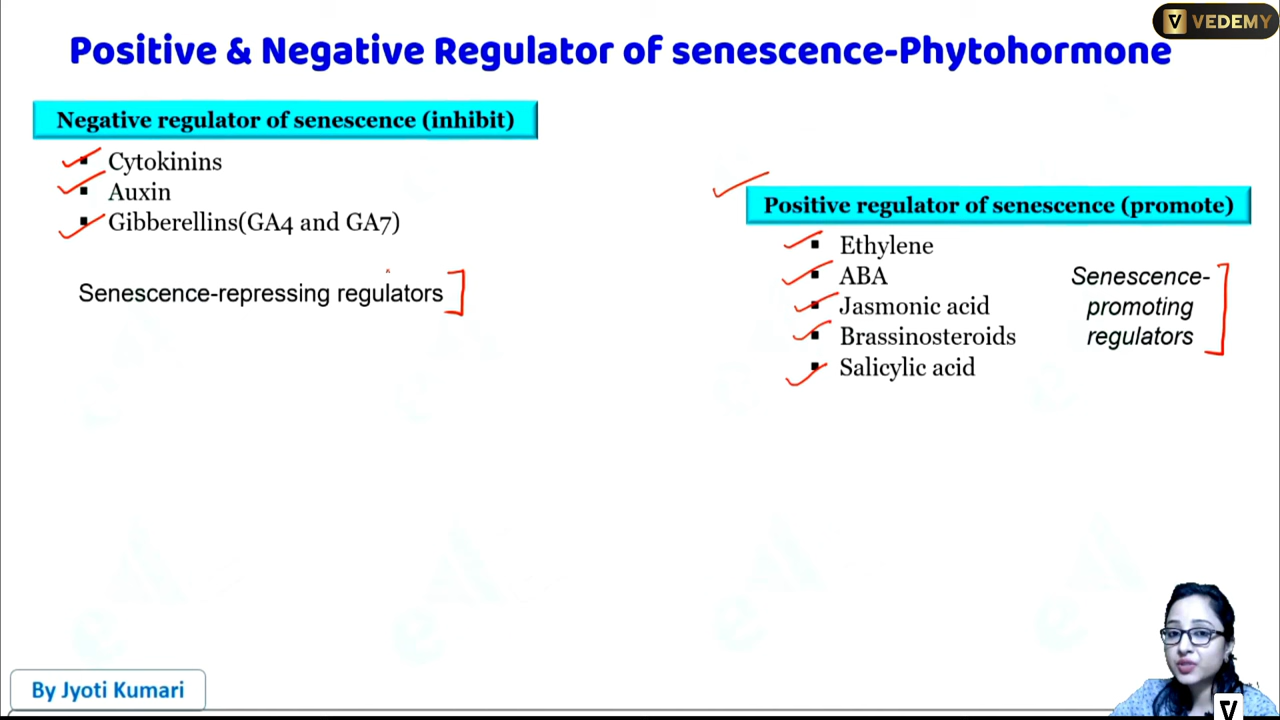 VEDEMY
Positive & Negative Regulator of senescence-Phytohormone
Negative regulator of senescence (inhibit)
▪ Cytokinins
▪ Auxin
▪ Gibberellins(GA4 and GA7)
Senescence-repressing regulators
Positive regulator of senescence (promote)
▪ Ethylene
▪ ABA
▪ Jasmonic acid
▪ Brassinosteroids
▪ Salicylic acid
Senescence-
promoting
regulators
By Jyoti Kumari